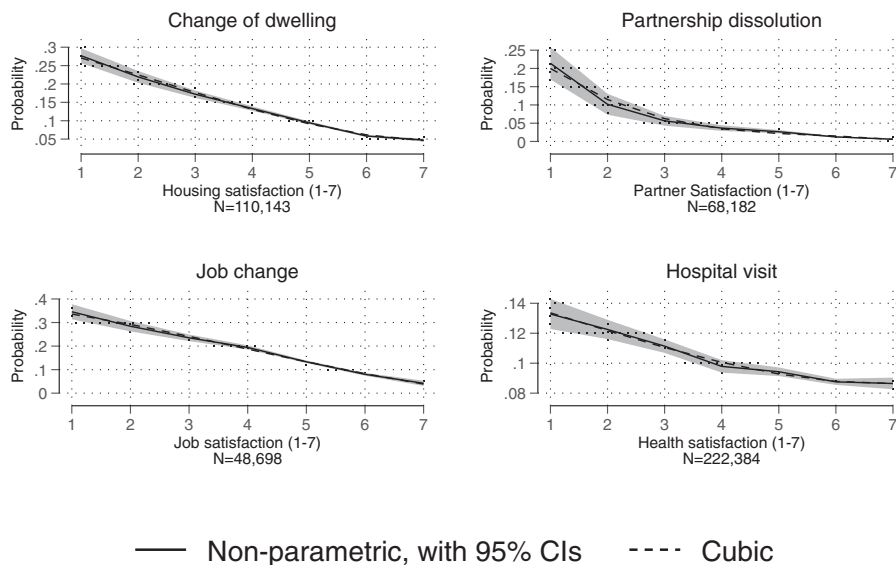 Change of dwelling
Probability
.3
.25
.2
.15
.1
.05
1 2 3 4 5 6 7
Housing satisfaction (1-7)
N=110,143
Partnership dissolution
Probability
.25
.2
.15
.1
.05
0
1 2 3 4 5 6 7
Partner Satisfaction (1-7)
N=68,182
Job change
Probability
.4
.3
.2
.1
0
1 2 3 4 5 6 7
Job satisfaction (1-7)
N=48,698
Hospital visit
Probability
.14
.12
.1
.08
1 2 3 4 5 6 7
Health satisfaction (1-7)
N=222,384
Non-parametric, with 95% CIs Cubic